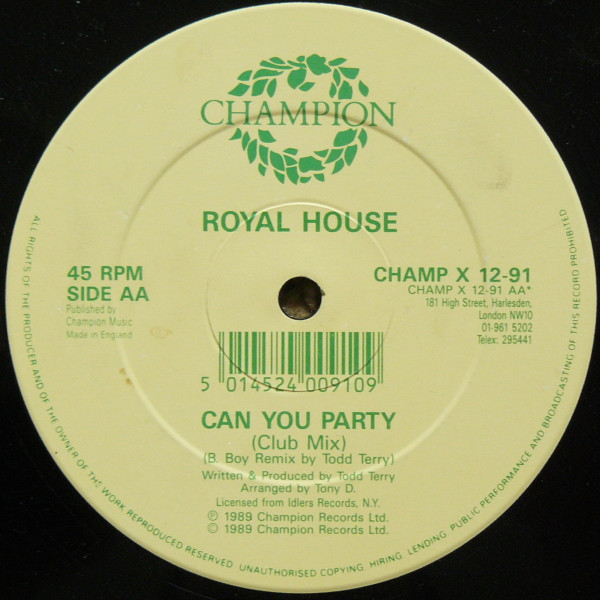 CHAMPION
ROYAL HOUSE
45 RPM
SIDE AA
Published by
Champion Music
Made in England
CHAMP X 12-91
CHAMP X 12-91 AA*
181 High Street, Harlesden,
London NW10
01-961 5202
Telex: 295441
5 014524 009109
CAN YOU PARTY
(Club Mix)
(B. Boy Remix by Todd Terry)
Written & Produced by Todd Terry
Arranged by Tony D.
Licensed from Idlers Records, N.Y.
℗ 1989 Champion Records Ltd.
© 1989 Champion Records Ltd.
ALL RIGHTS OF THE PRODUCER AND OF THE OWNER OF THE WORK REPRODUCED RESERVED. UNAUTHORISED COPYING, HIRING, LENDING, PUBLIC PERFORMANCE AND BROADCASTING OF THIS RECORD PROHIBITED